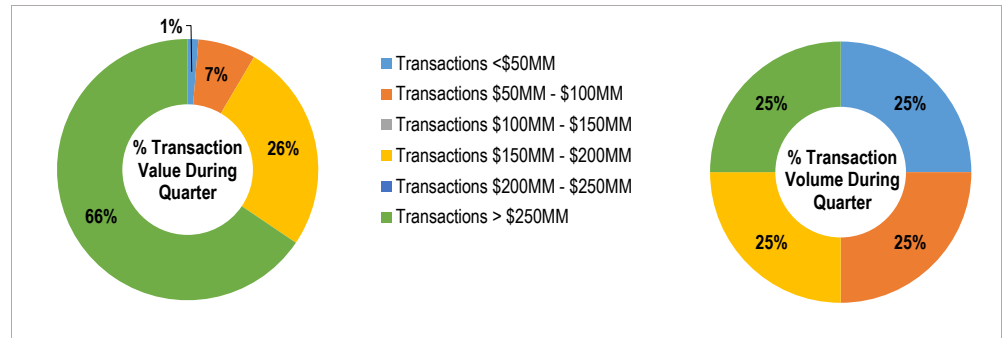 1%
7%
26%
66%
% Transaction
Value During
Quarter
Transactions <$50MM
Transactions $50MM - $100MM
Transactions $100MM - $150MM
Transactions $150MM - $200MM
Transactions $200MM - $250MM
Transactions > $250MM
25%
25%
25%
25%
% Transaction
Volume During
Quarter